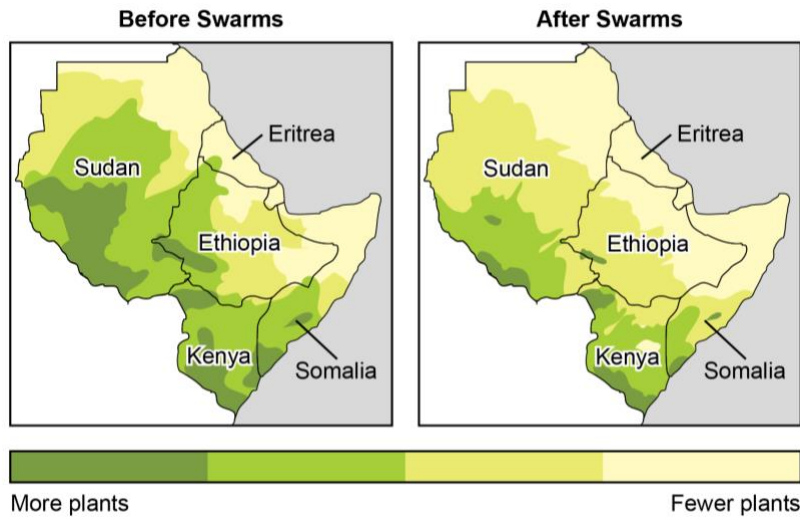 Before Swarms
After Swarms
Eritrea
Sudan
Ethiopia
Kenya
Somalia
Eritrea
Sudan
Ethiopia
Kenya
Somalia
More plants
Fewer plants